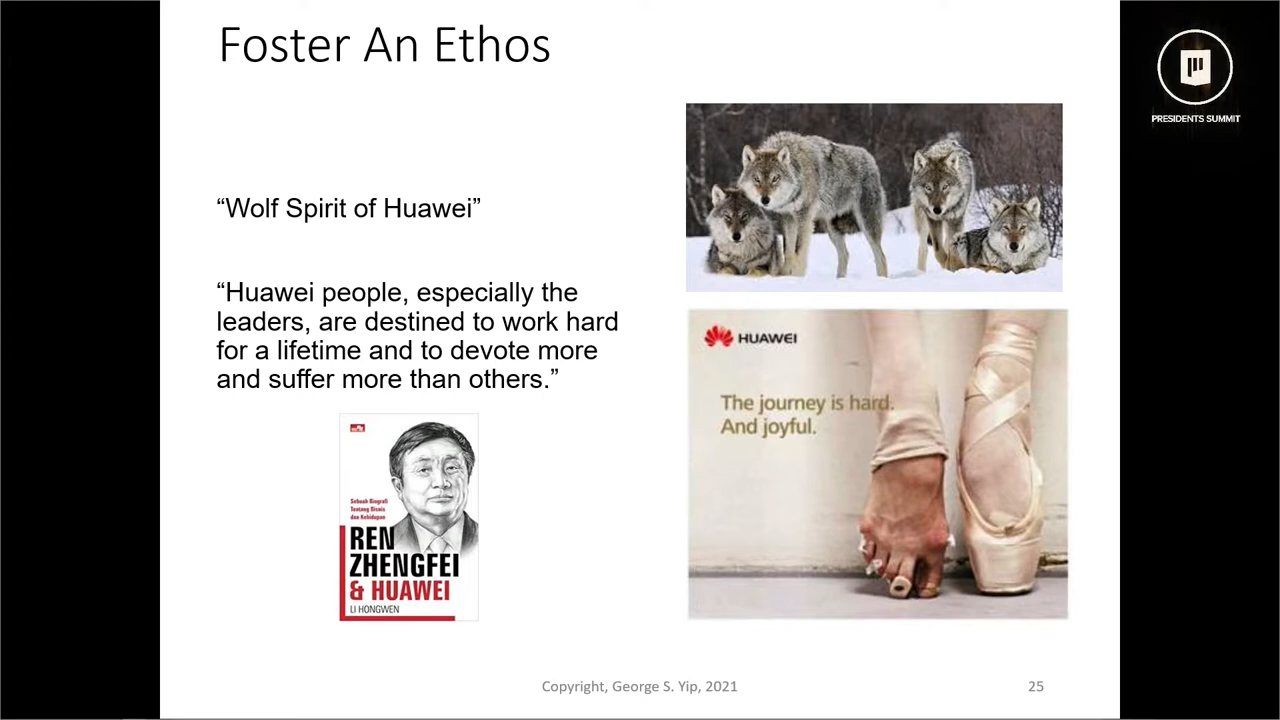 Foster An Ethos
PRESIDENTS SUMMIT
“Wolf Spirit of Huawei”
“Huawei people, especially the
leaders, are destined to work hard
for a lifetime and to devote more
and suffer more than others.”
HUAWEI
The journey is hard.
And joyful.
Sebuah Biografi
Tentang Bisnis
dan Kehidupan
REN
ZHENGFEI
& HUAWEI
LI HONGWEN
Copyright, George S. Yip, 2021
25